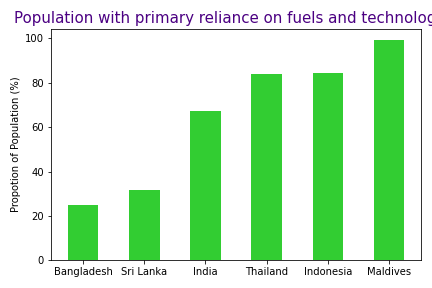 Population with primary reliance on fuels and technolog
Propotion of Population (%)
100
80
60
40
20
0
Bangladesh Sri Lanka India Thailand Indonesia Maldives